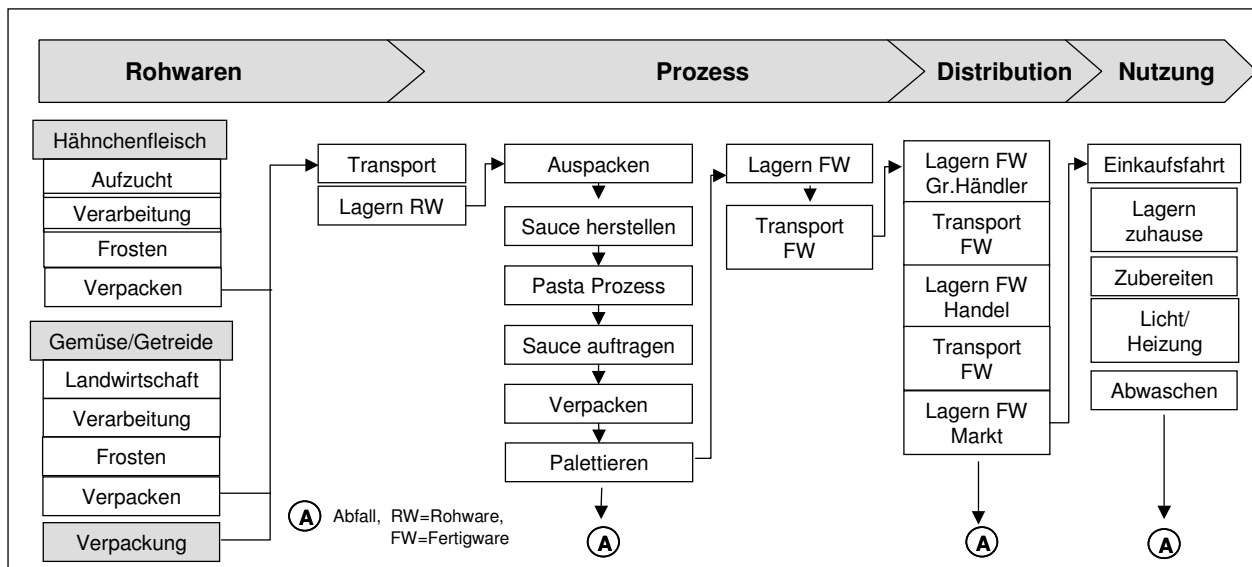 Rohwaren
Prozess
Distribution
Nutzung
Hähnchenfleisch
Aufzucht
Verarbeitung
Frosten
Verpacken
Gemüse/Getreide
Landwirtschaft
Verarbeitung
Frosten
Verpacken
Verpackung
Transport
Lagern RW
Auspacken
Sauce herstellen
Pasta Prozess
Sauce auftragen
Verpacken
Palettieren
A
Lagern FW
Transport
FW
Lagern FW
Gr.Händler
Transport
FW
Lagern FW
Handel
Transport
FW
Lagern FW
Markt
A
Einkaufsfahrt
Lagern
zuhause
Zubereiten
Licht/
Heizung
Abwaschen
A
A Abfall, RW=Rohware,
FW=Fertigware